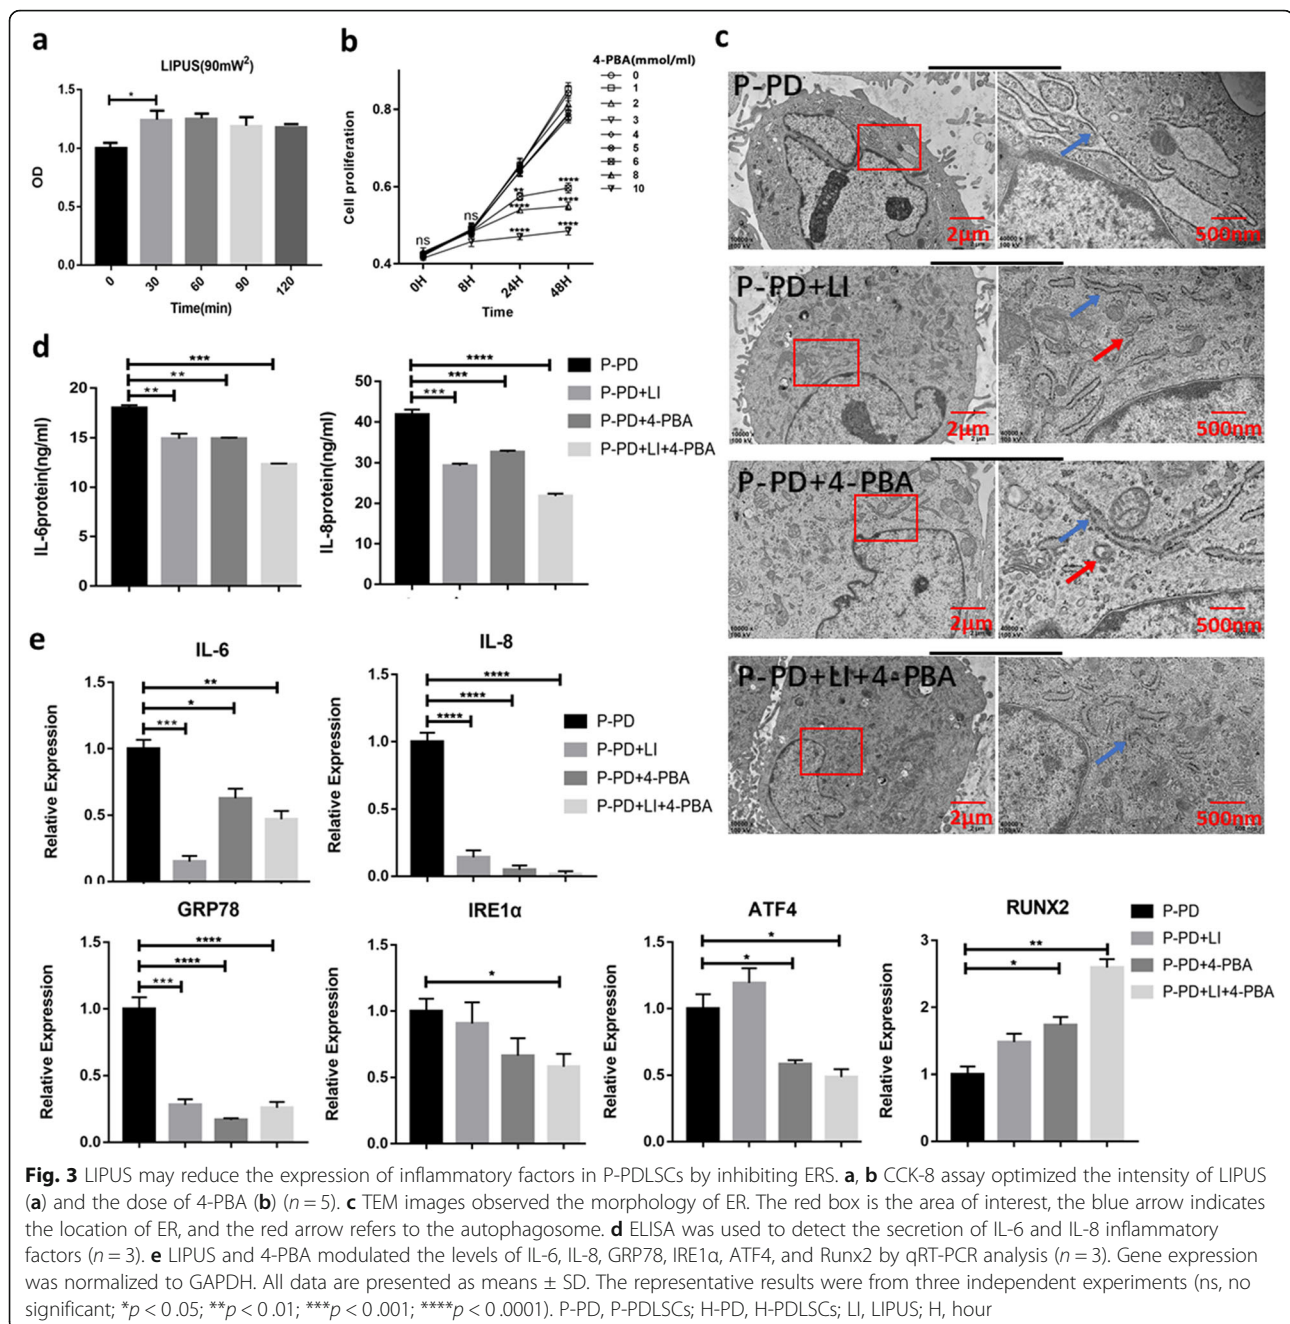 a
LIPUS(90mW²)
OD
1.5
1.0
0.5
0.0
*
0
30
60
90
120
Time(min)
b
4-PBA(mmol/ml)
0
1
2
3
4
5
6
8
10
Cell proliferation
0.8
0.6
0.4
ns
ns
**
****
****
****
****
****
0H
8H
24H
48H
Time
c
P-PD
2μm
500nm
P-PD+LI
2μm
500nm
P-PD+4-PBA
2μm
500nm
P-PD+LI+4-PBA
2μm
500nm
d
IL-6protein(ng/ml)
20
15
10
5
0
***
**
**
IL-8protein(ng/ml)
50
40
30
20
10
0
****
***
***
P-PD
P-PD+LI
P-PD+4-PBA
P-PD+LI+4-PBA
e
IL-6
Relative Expression
1.5
1.0
0.5
0.0
**
*
***
IL-8
Relative Expression
1.5
1.0
0.5
0.0
****
****
****
P-PD
P-PD+LI
P-PD+4-PBA
P-PD+LI+4-PBA
GRP78
Relative Expression
1.5
1.0
0.5
0.0
****
****
***
IRE1α
Relative Expression
1.5
1.0
0.5
0.0
*
ATF4
Relative Expression
1.5
1.0
0.5
0.0
*
*
RUNX2
Relative Expression
3
2
1
0
**
*
P-PD
P-PD+LI
P-PD+4-PBA
P-PD+LI+4-PBA
Fig. 3 LIPUS may reduce the expression of inflammatory factors in P-PDLSCs by inhibiting ERS. a, b CCK-8 assay optimized the intensity of LIPUS
(a) and the dose of 4-PBA (b) (n = 5). c TEM images observed the morphology of ER. The red box is the area of interest, the blue arrow indicates
the location of ER, and the red arrow refers to the autophagosome. d ELISA was used to detect the secretion of IL-6 and IL-8 inflammatory
factors (n = 3). e LIPUS and 4-PBA modulated the levels of IL-6, IL-8, GRP78, IRE1α, ATF4, and Runx2 by qRT-PCR analysis (n = 3). Gene expression
was normalized to GAPDH. All data are presented as means ± SD. The representative results were from three independent experiments (ns, no
significant; *p < 0.05; **p < 0.01; ***p < 0.001; ****p < 0.0001). P-PD, P-PDLSCs; H-PD, H-PDLSCs; LI, LIPUS; H, hour